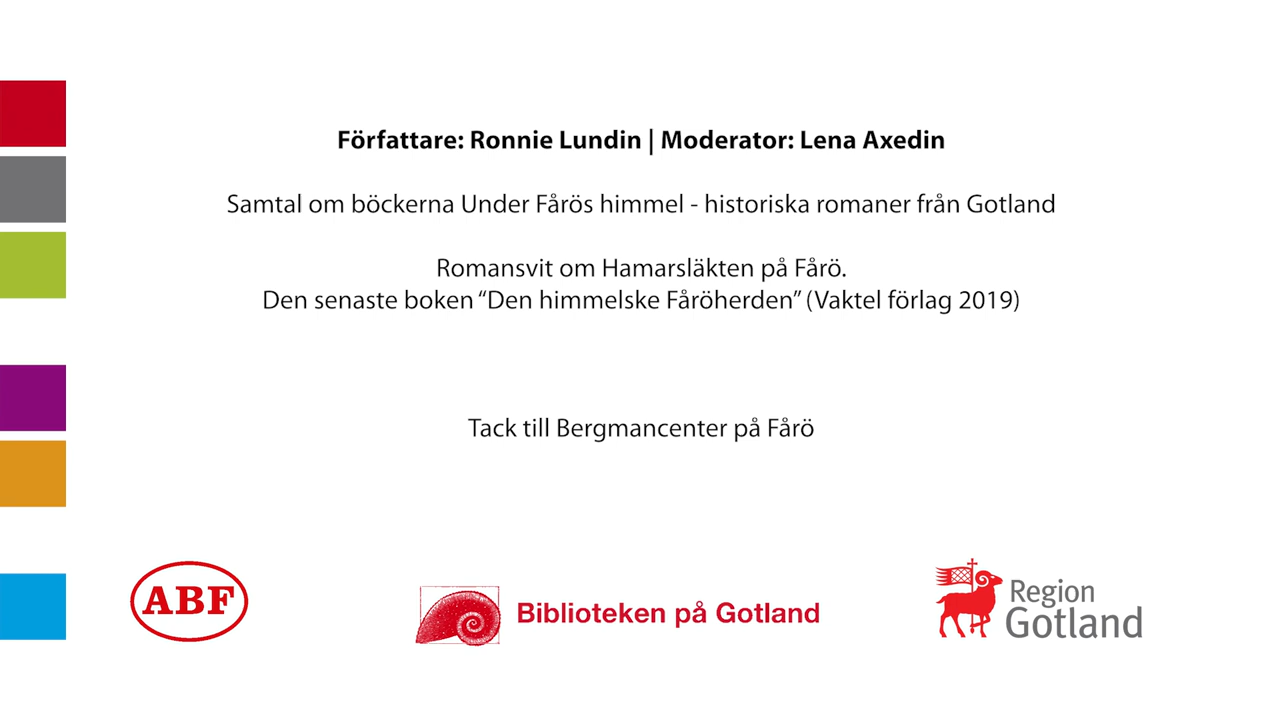 Författare: Ronnie Lundin | Moderator: Lena Axedin
Samtal om böckerna Under Fårös himmel - historiska romaner från Gotland
Romansvit om Hamarsläkten på Fårö.
Den senaste boken “Den himmelske Fåröherden” (Vaktel förlag 2019)
Tack till Bergmancenter på Fårö
ABF
Biblioteken på Gotland
Region
Gotland